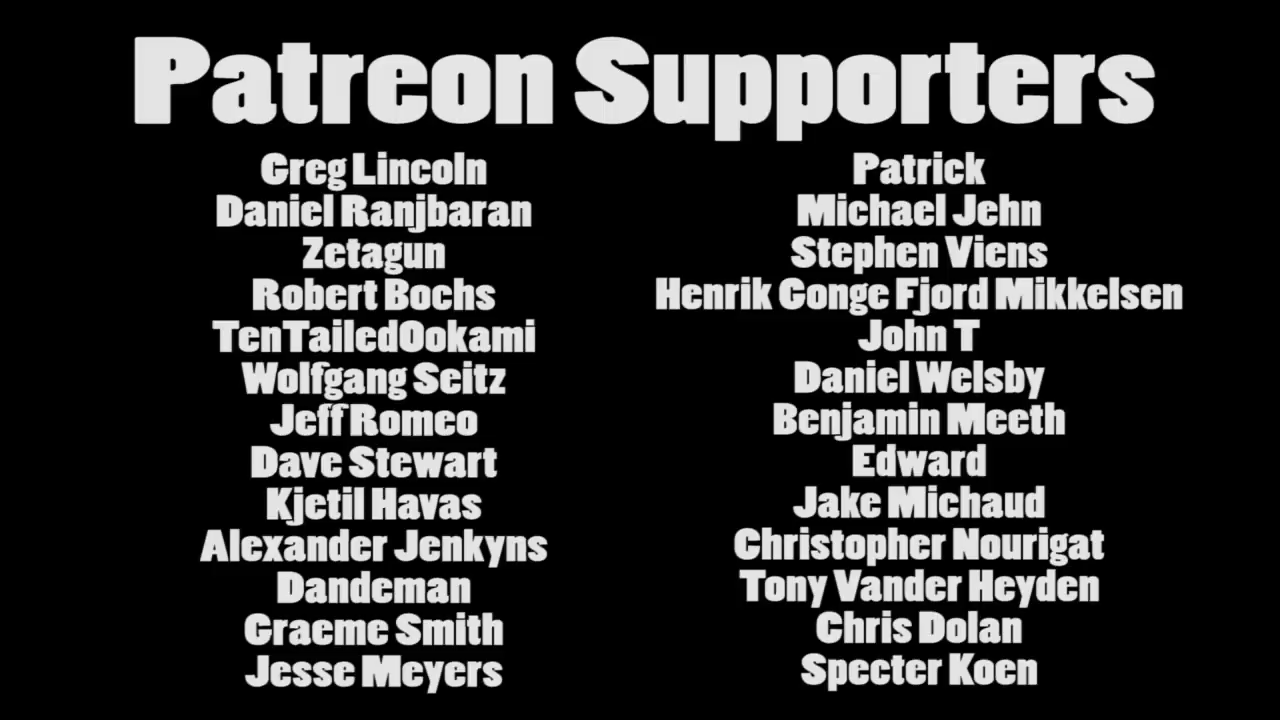 Patreon Supporters
Greg Lincoln
Daniel Ranjbaran
Zetagun
Robert Bochs
TenTailedOokami
Wolfgang Seitz
Jeff Romeo
Dave Stewart
Kjetil Havas
Alexander Jenkyns
Dandeman
Graeme Smith
Jesse Meyers
Patrick
Michael Jehn
Stephen Viens
Henrik Gonge Fjord Mikkelsen
John T
Daniel Welsby
Benjamin Meeth
Edward
Jake Michaud
Christopher Nourigat
Tony Vander Heyden
Chris Dolan
Specter Koen